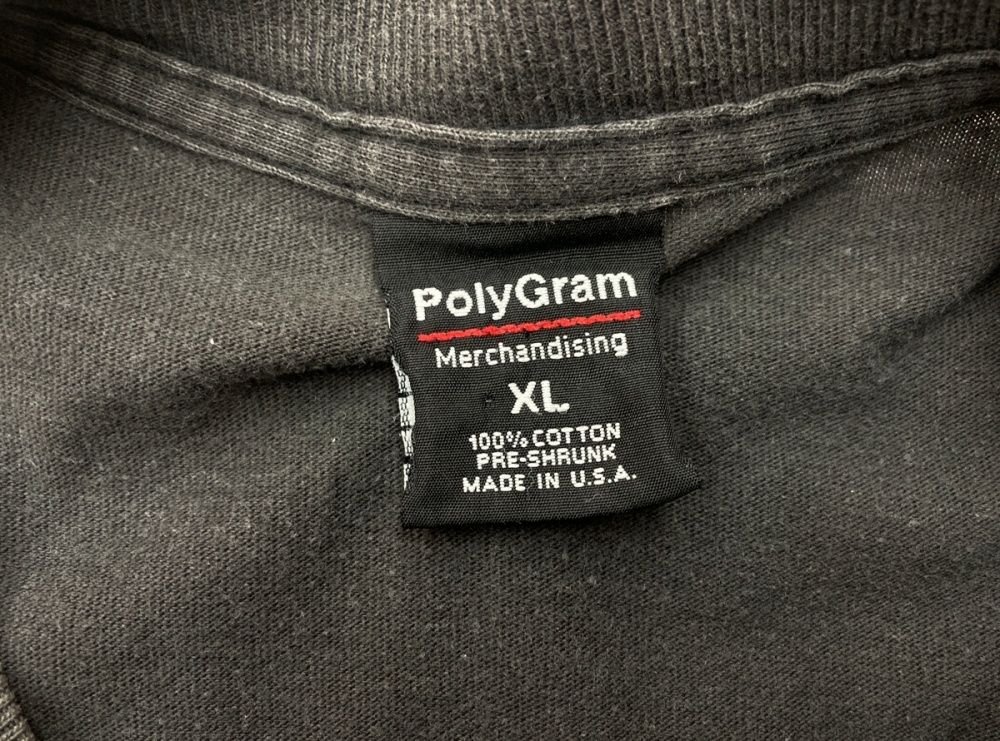 PolyGram
Merchandising
XL
100% COTTON
PRE-SHRUNK
MADE IN U.S.A.